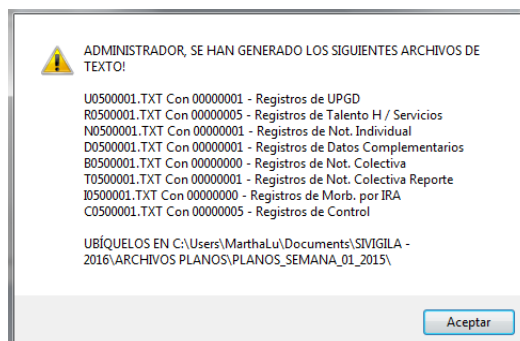 ADMINISTRADOR, SE HAN GENERADO LOS SIGUIENTES ARCHIVOS DE
TEXTO!
U0500001.TXT Con 00000001 - Registros de UPGD
R0500001.TXT Con 00000005 - Registros de Talento H / Servicios
N0500001.TXT Con 00000001 - Registros de Not. Individual
D0500001.TXT Con 00000001 - Registros de Datos Complementarios
B0500001.TXT Con 00000000 - Registros de Not. Colectiva
T0500001.TXT Con 00000001 - Registros de Not. Colectiva Reporte
I0500001.TXT Con 00000000 - Registros de Morb. por IRA
C0500001.TXT Con 00000005 - Registros de Control
UBÍQUELOS EN C:\Users\MarthaLu\Documents\SIVIGILA -
2016\ARCHIVOS PLANOS\PLANOS_SEMANA_01_2015\
Aceptar